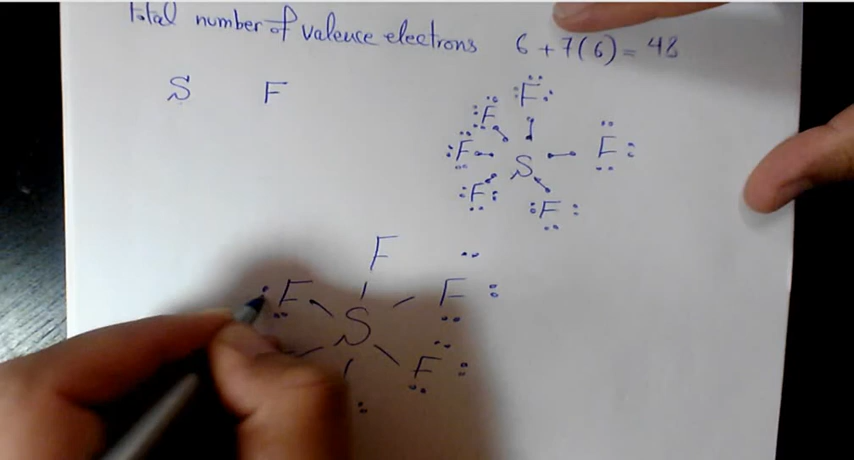 Total number of valence electrons 6 + 7(6) = 48
S F
:F:
:F
:F S F:
:F: :F:
F
:F F:
S
F: